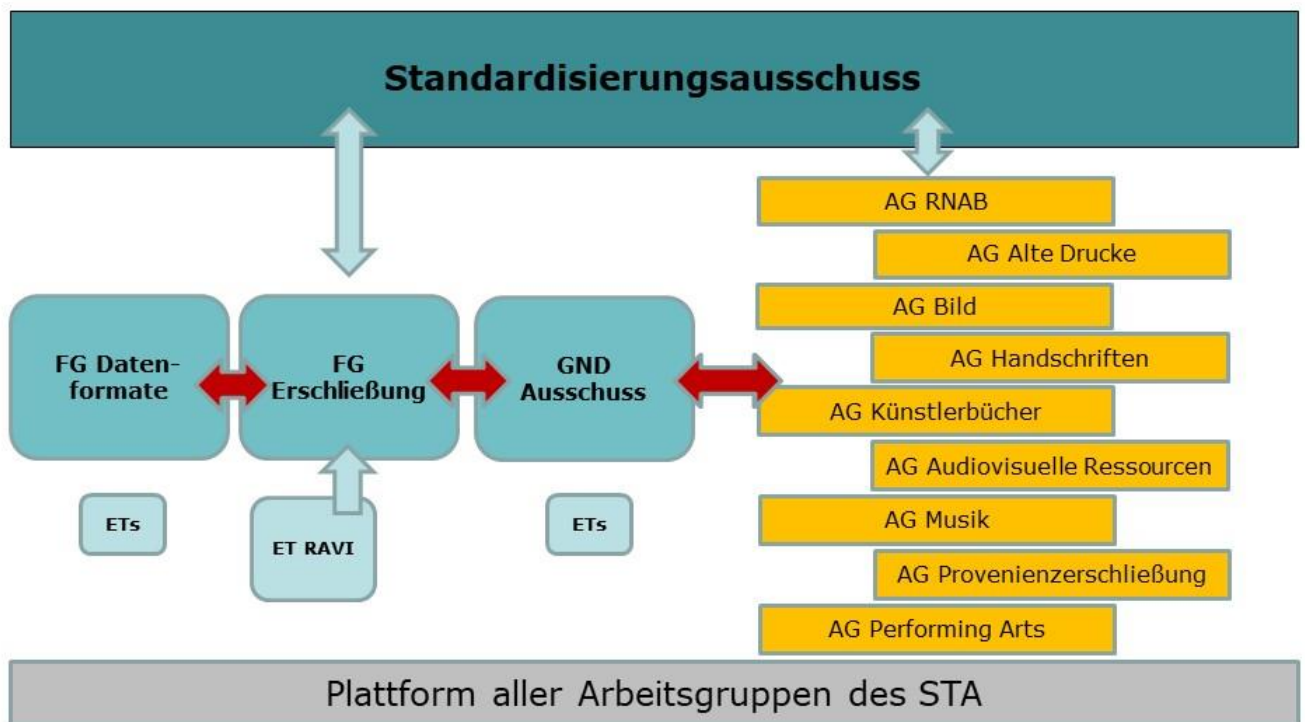 Standardisierungsausschuss
FG Daten-
formate
FG
Erschließung
GND
Ausschuss
ETs
ET RAVI
ETs
AG RNAB
AG Alte Drucke
AG Bild
AG Handschriften
AG Künstlerbücher
AG Audiovisuelle Ressourcen
AG Musik
AG Provenienzerschließung
AG Performing Arts
Plattform aller Arbeitsgruppen des STA